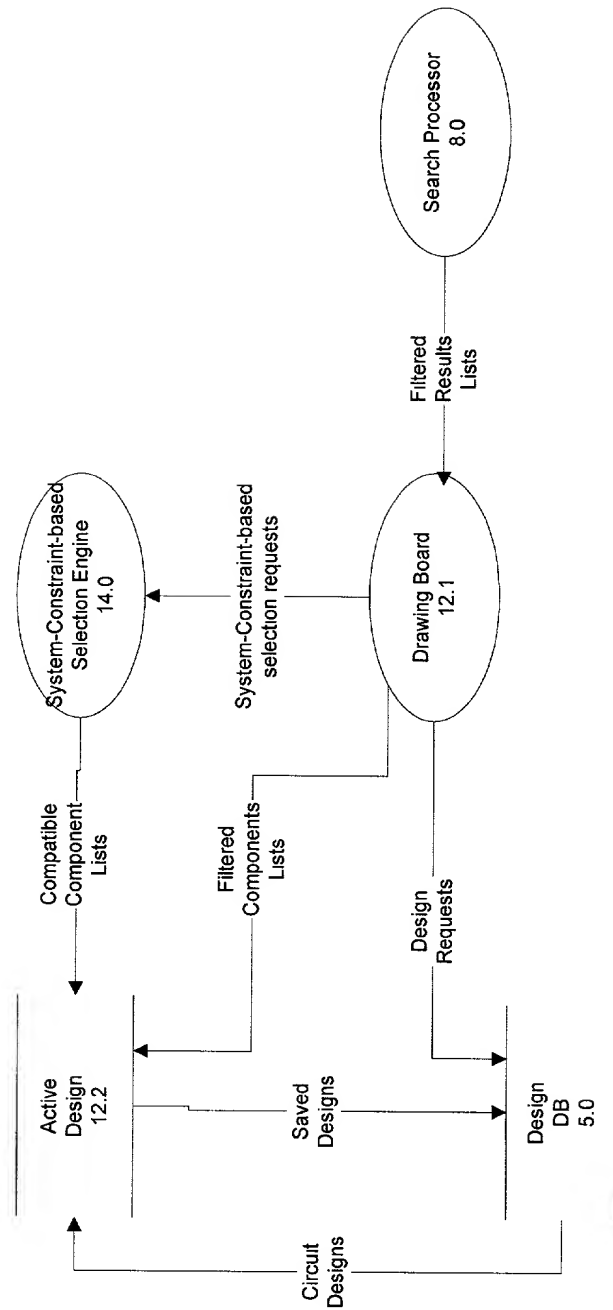 Active
Design
12.2
Compatible
Component
Lists
System-Constraint-based
Selection Engine
14.0
Circuit
Designs
Saved
Designs
Filtered
Components
Lists
System-Constraint-based
selection requests
Design
DB
5.0
Design
Requests
Drawing Board
12.1
Filtered
Results
Lists
Search Processor
8.0